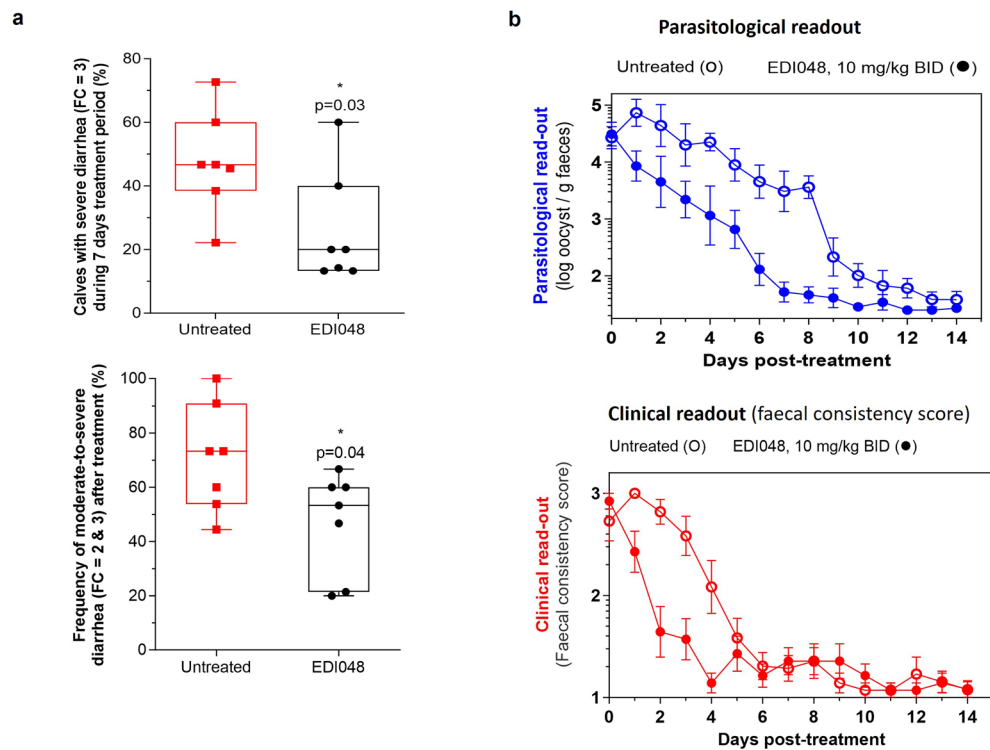 a
Calves with severe diarrhea (FC = 3)
during 7 days treatment period (%)
80
60
40
20
0
*
p=0.03
Untreated
EDI048
Frequency of moderate-to-severe
diarrhea (FC = 2 & 3) after treatment (%)
100
80
60
40
20
0
*
p=0.04
Untreated
EDI048
b
Parasitological readout
Untreated (O) EDI048, 10 mg/kg BID (●)
Parasitological read-out
(log oocyst / g faeces)
5
4
3
2
0 2 4 6 8 10 12 14
Days post-treatment
Clinical readout (faecal consistency score)
Untreated (O) EDI048, 10 mg/kg BID (●)
Clinical read-out
(Faecal consistency score)
3
2
1
0 2 4 6 8 10 12 14
Days post-treatment